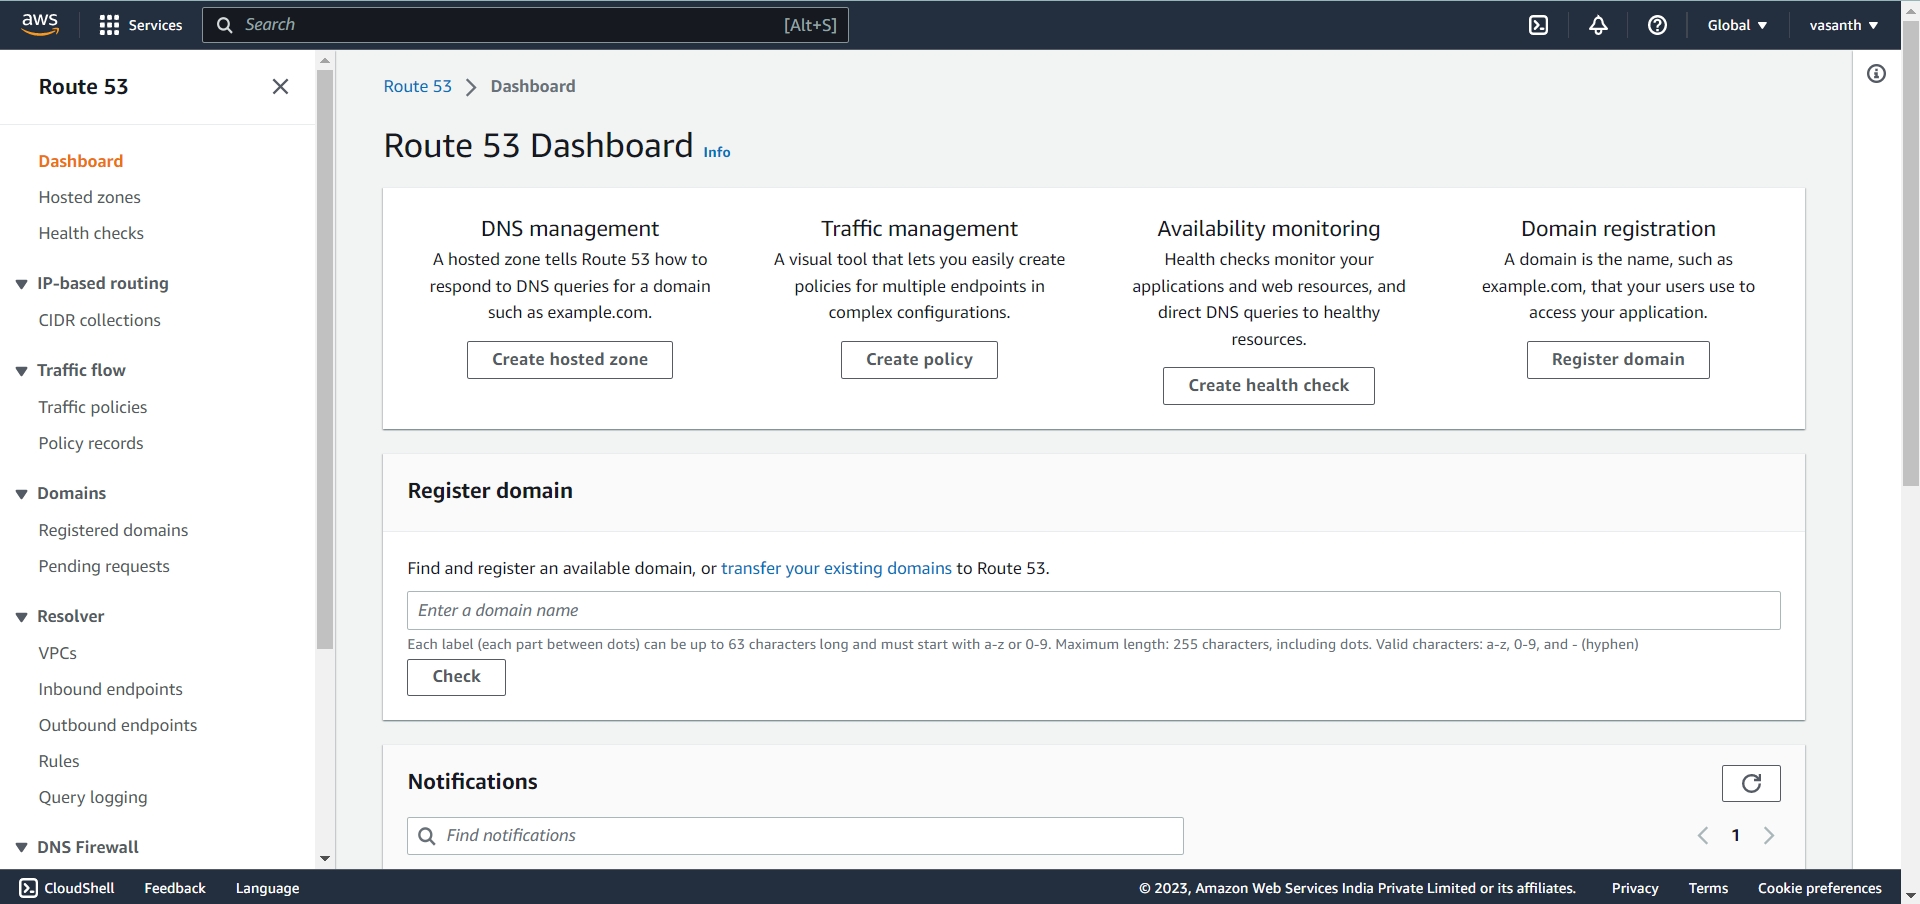 aws
Services
Search
[Alt+S]
Global
vasanth
Route 53
Dashboard
Hosted zones
Health checks
IP-based routing
CIDR collections
Traffic flow
Traffic policies
Policy records
Domains
Registered domains
Pending requests
Resolver
VPCs
Inbound endpoints
Outbound endpoints
Rules
Query logging
DNS Firewall
Route 53 > Dashboard
Route 53 Dashboard Info
DNS management
A hosted zone tells Route 53 how to
respond to DNS queries for a domain
such as example.com.
Create hosted zone
Traffic management
A visual tool that lets you easily create
policies for multiple endpoints in
complex configurations.
Create policy
Availability monitoring
Health checks monitor your
applications and web resources, and
direct DNS queries to healthy
resources.
Create health check
Domain registration
A domain is the name, such as
example.com, that your users use to
access your application.
Register domain
Register domain
Find and register an available domain, or transfer your existing domains to Route 53.
Enter a domain name
Each label (each part between dots) can be up to 63 characters long and must start with a-z or 0-9. Maximum length: 255 characters, including dots. Valid characters: a-z, 0-9, and - (hyphen)
Check
Notifications
Find notifications
1
CloudShell
Feedback
Language
© 2023, Amazon Web Services India Private Limited or its affiliates.
Privacy
Terms
Cookie preferences